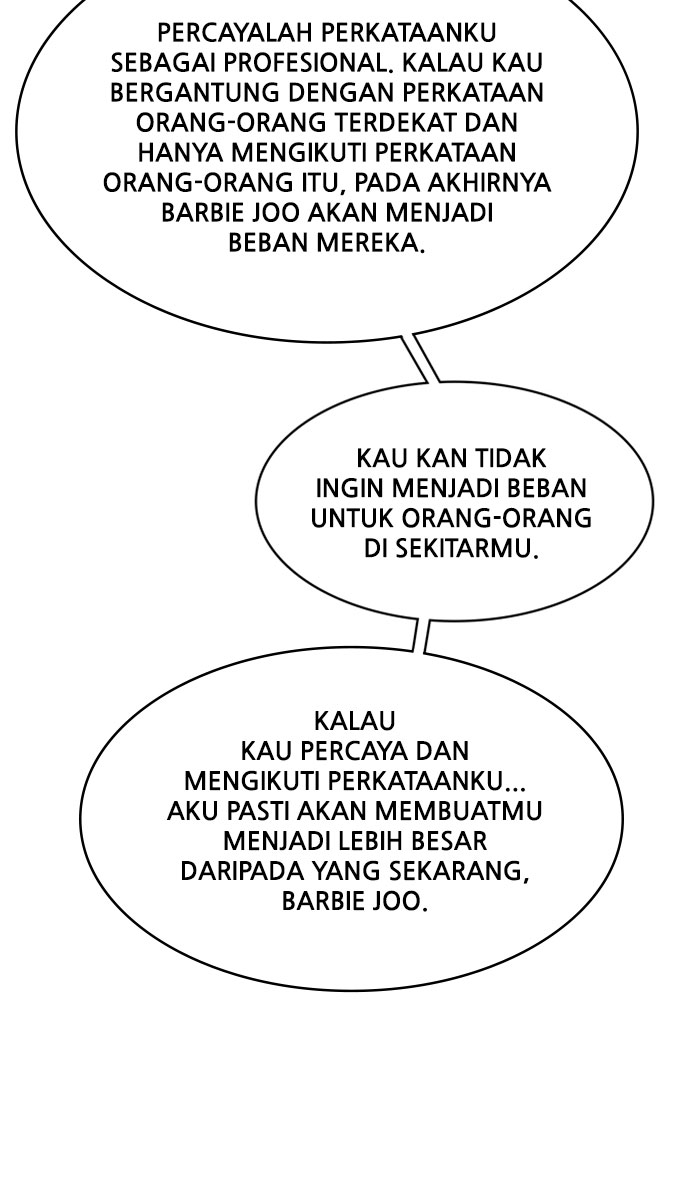 PERCAYALAH PERKATAANKU
SEBAGAI PROFESIONAL. KALAU KAU
BERGANTUNG DENGAN PERKATAAN
ORANG-ORANG TERDEKAT DAN
HANYA MENGIKUTI PERKATAAN
ORANG-ORANG ITU, PADA AKHIRNYA
BARBIE JOO AKAN MENJADI
BEBAN MEREKA.
KAU KAN TIDAK
INGIN MENJADI BEBAN
UNTUK ORANG-ORANG
DI SEKITARMU.
KALAU
KAU PERCAYA DAN
MENGIKUTI PERKATAANKU...
AKU PASTI AKAN MEMBUATMU
MENJADI LEBIH BESAR
DARIPADA YANG SEKARANG,
BARBIE JOO.